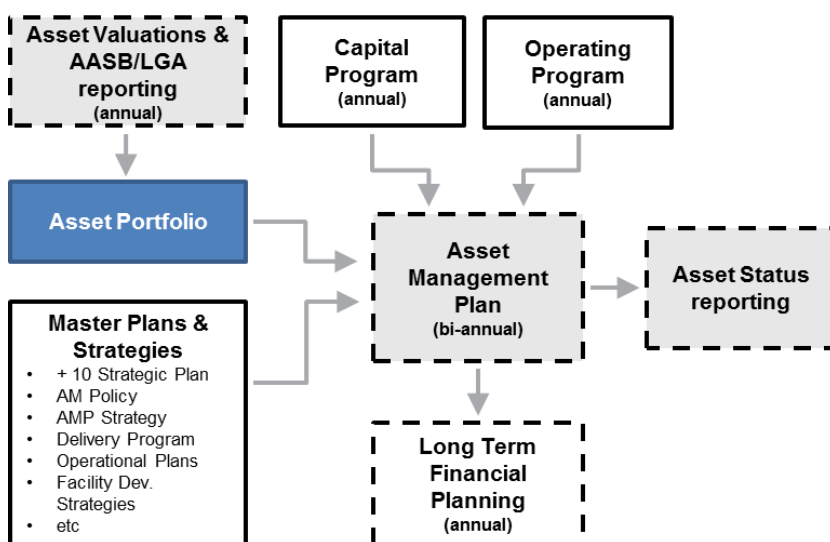 Asset Valuations &
AASB/LGA
reporting
(annual)
Capital
Program
(annual)
Operating
Program
(annual)
Asset Portfolio
Asset
Management
Plan
(bi-annual)
Asset Status
reporting
Master Plans &
Strategies
• + 10 Strategic Plan
• AM Policy
• AMP Strategy
• Delivery Program
• Operational Plans
• Facility Dev.
Strategies
• etc
Long Term
Financial
Planning
(annual)